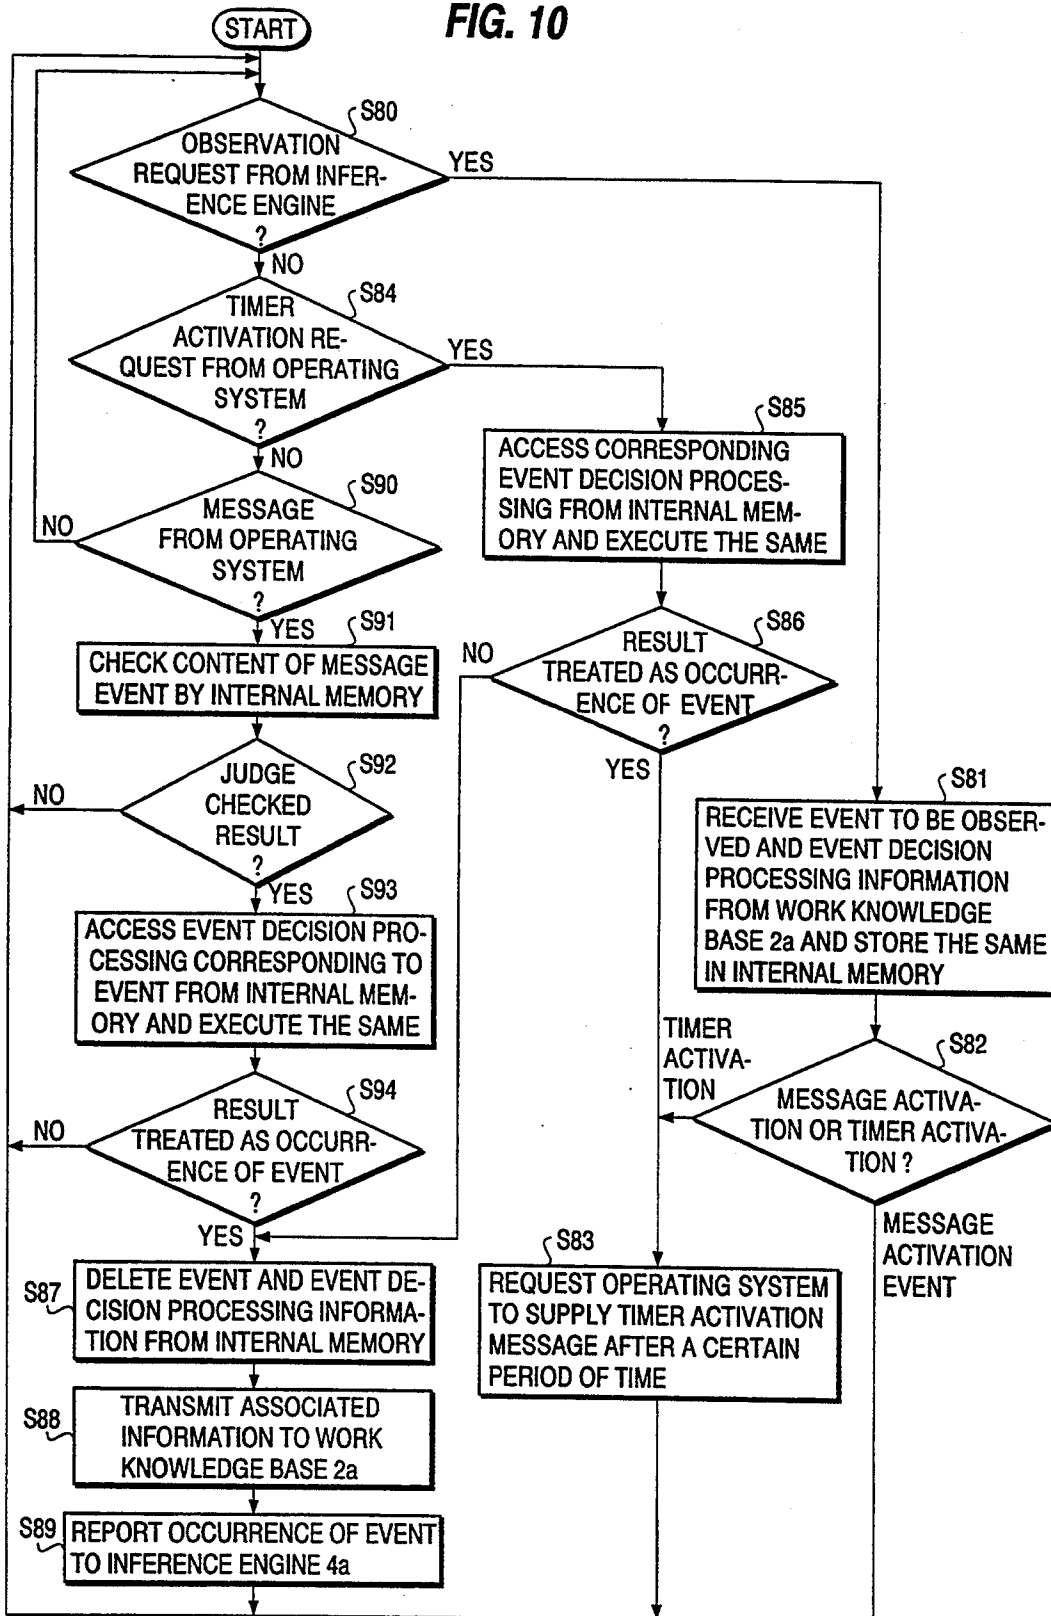 FIG. 10
START
S80
OBSERVATION
REQUEST FROM INFER-
ENCE ENGINE
?
YES
NO
S84
TIMER
ACTIVATION RE-
QUEST FROM OPERATING
SYSTEM
?
YES
NO
S85
ACCESS CORRESPONDING
EVENT DECISION PROCES-
SING FROM INTERNAL MEM-
ORY AND EXECUTE THE SAME
S90
MESSAGE
FROM OPERATING
SYSTEM
?
NO
YES
S91
CHECK CONTENT OF MESSAGE
EVENT BY INTERNAL MEMORY
S86
RESULT
TREATED AS OCCURR-
ENCE OF EVENT
?
NO
YES
S92
JUDGE
CHECKED
RESULT
?
NO
YES
S81
RECEIVE EVENT TO BE OBSER-
VED AND EVENT DECISION
PROCESSING INFORMATION
FROM WORK KNOWLEDGE
BASE 2a AND STORE THE SAME
IN INTERNAL MEMORY
S93
ACCESS EVENT DECISION PRO-
CESSING CORRESPONDING TO
EVENT FROM INTERNAL MEM-
ORY AND EXECUTE THE SAME
TIMER
ACTIVA-
TION
S82
MESSAGE ACTIVA-
TION OR TIMER ACTIVA-
TION ?
S94
RESULT
TREATED AS OCCURR-
ENCE OF EVENT
?
NO
YES
MESSAGE
ACTIVATION
EVENT
S83
REQUEST OPERATING SYSTEM
TO SUPPLY TIMER ACTIVATION
MESSAGE AFTER A CERTAIN
PERIOD OF TIME
S87
DELETE EVENT AND EVENT DE-
CISION PROCESSING INFORMA-
TION FROM INTERNAL MEMORY
S88
TRANSMIT ASSOCIATED
INFORMATION TO WORK
KNOWLEDGE BASE 2a
S89
REPORT OCCURRENCE OF EVENT
TO INFERENCE ENGINE 4a